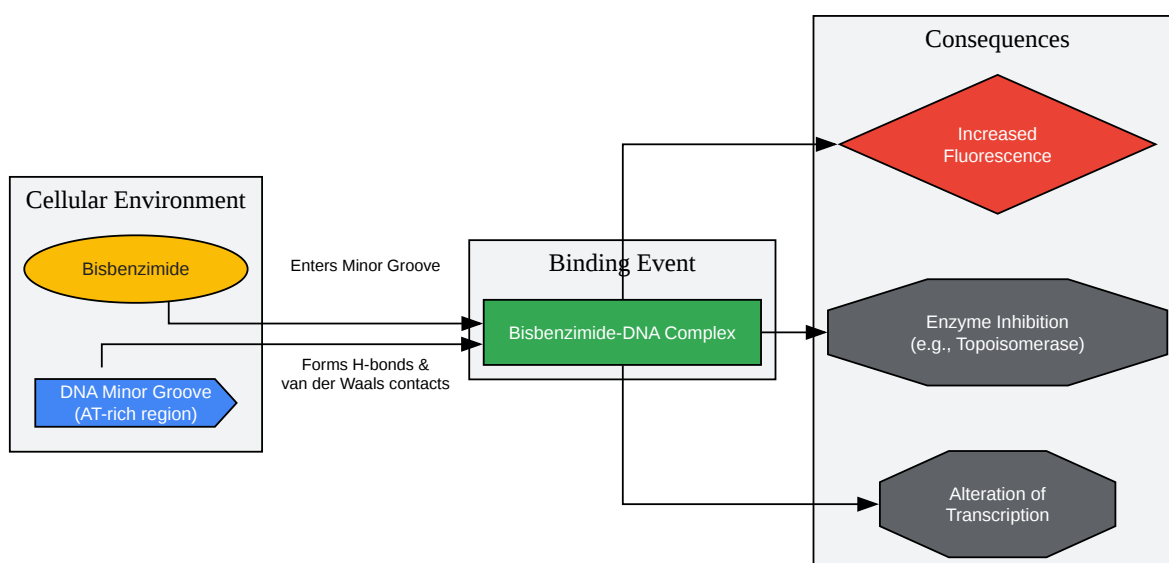 Cellular Environment
Bisbenzimide
DNA Minor Groove
(AT-rich region)
Enters Minor Groove
Forms H-bonds &
van der Waals contacts
Binding Event
Bisbenzimide-DNA Complex
Consequences
Increased
Fluorescence
Enzyme Inhibition
(e.g., Topoisomerase)
Alteration of
Transcription